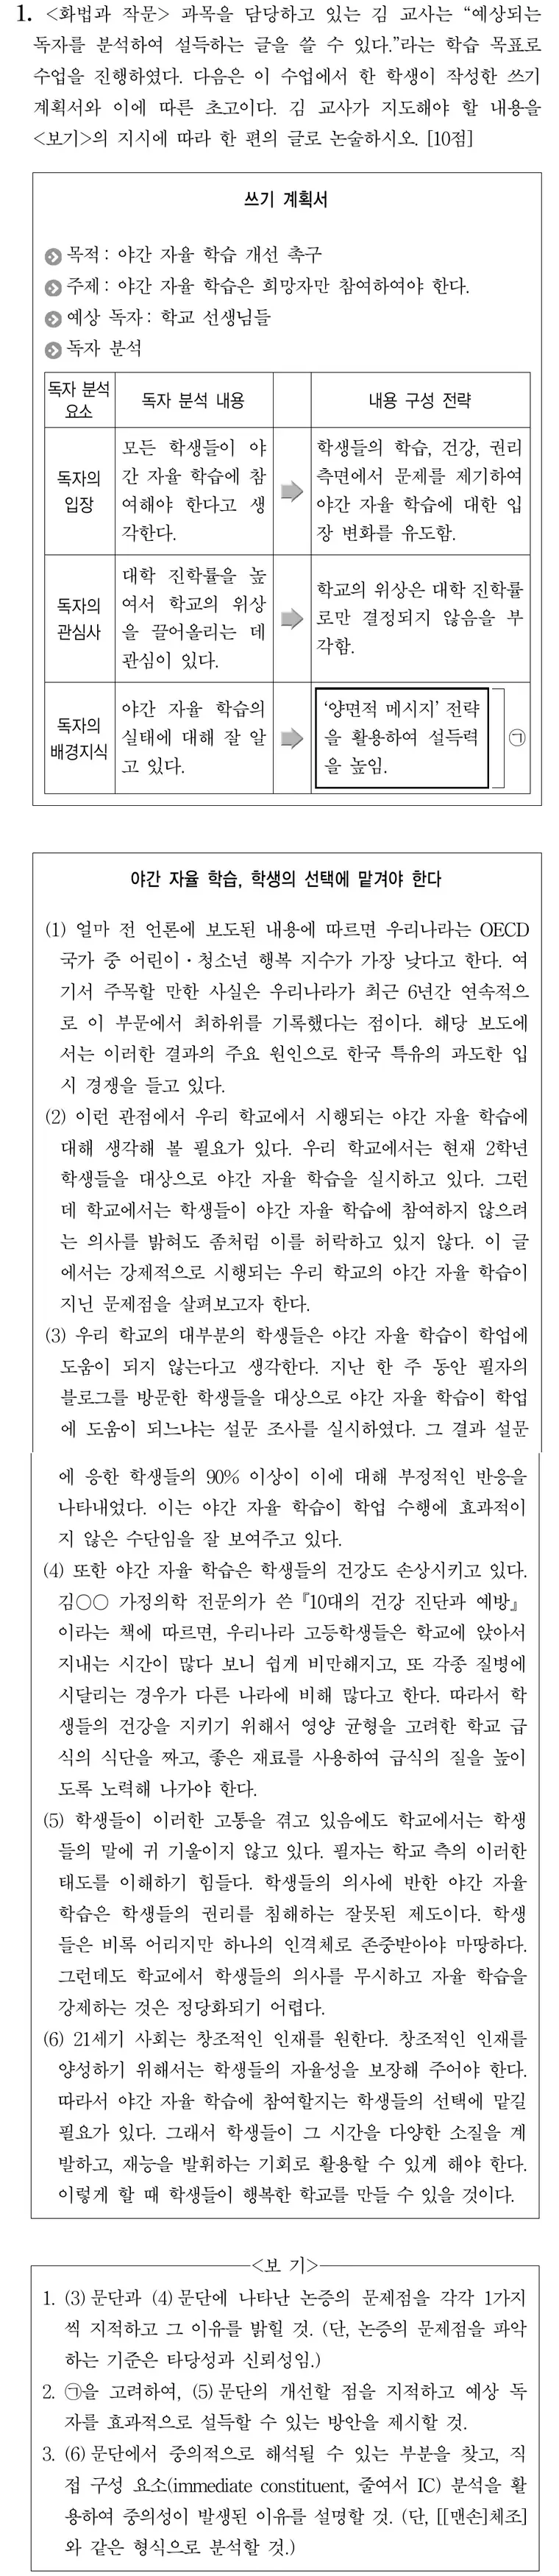 1. <화법과 작문> 과목을 담당하고 있는 김 교사는 “예상되는
독자를 분석하여 설득하는 글을 쓸 수 있다.”라는 학습 목표로
수업을 진행하였다. 다음은 이 수업에서 한 학생이 작성한 쓰기
계획서와 이에 따른 초고이다. 김 교사가 지도해야 할 내용을
<보기>의 지시에 따라 한 편의 글로 논술하시오. [10점]
쓰기 계획서
목적 : 야간 자율 학습 개선 촉구
주제 : 야간 자율 학습은 희망자만 참여하여야 한다.
예상 독자 : 학교 선생님들
독자 분석
독자 분석
요소
독자 분석 내용
내용 구성 전략
독자의
입장
모든 학생들이 야
간 자율 학습에 참
여해야 한다고 생
각한다.
학생들의 학습, 건강, 권리
측면에서 문제를 제기하여
야간 자율 학습에 대한 입
장 변화를 유도함.
독자의
관심사
대학 진학률을 높
여서 학교의 위상
을 끌어올리는 데
관심이 있다.
학교의 위상은 대학 진학률
로만 결정되지 않음을 부
각함.
독자의
배경지식
야간 자율 학습의
실태에 대해 잘 알
고 있다.
‘양면적 메시지’ 전략
을 활용하여 설득력
을 높임.
㉠
야간 자율 학습, 학생의 선택에 맡겨야 한다
(1) 얼마 전 언론에 보도된 내용에 따르면 우리나라는 OECD
국가 중 어린이・청소년 행복 지수가 가장 낮다고 한다. 여
기서 주목할 만한 사실은 우리나라가 최근 6년간 연속적으
로 이 부문에서 최하위를 기록했다는 점이다. 해당 보도에
서는 이러한 결과의 주요 원인으로 한국 특유의 과도한 입
시 경쟁을 들고 있다.
(2) 이런 관점에서 우리 학교에서 시행되는 야간 자율 학습에
대해 생각해 볼 필요가 있다. 우리 학교에서는 현재 2학년
학생들을 대상으로 야간 자율 학습을 실시하고 있다. 그런
데 학교에서는 학생들이 야간 자율 학습에 참여하지 않으려
는 의사를 밝혀도 좀처럼 이를 허락하고 있지 않다. 이 글
에서는 강제적으로 시행되는 우리 학교의 야간 자율 학습이
지닌 문제점을 살펴보고자 한다.
(3) 우리 학교의 대부분의 학생들은 야간 자율 학습이 학업에
도움이 되지 않는다고 생각한다. 지난 한 주 동안 필자의
블로그를 방문한 학생들을 대상으로 야간 자율 학습이 학업
에 도움이 되느냐는 설문 조사를 실시하였다. 그 결과 설문
에 응한 학생들의 90% 이상이 이에 대해 부정적인 반응을
나타내었다. 이는 야간 자율 학습이 학업 수행에 효과적이
지 않은 수단임을 잘 보여주고 있다.
(4) 또한 야간 자율 학습은 학생들의 건강도 손상시키고 있다.
김○○ 가정의학 전문의가 쓴 『10대의 건강 진단과 예방』
이라는 책에 따르면, 우리나라 고등학생들은 학교에 앉아서
지내는 시간이 많다 보니 쉽게 비만해지고, 또 각종 질병에
시달리는 경우가 다른 나라에 비해 많다고 한다. 따라서 학
생들의 건강을 지키기 위해서 영양 균형을 고려한 학교 급
식의 식단을 짜고, 좋은 재료를 사용하여 급식의 질을 높이
도록 노력해 나가야 한다.
(5) 학생들이 이러한 고통을 겪고 있음에도 학교에서는 학생
들의 말에 귀 기울이지 않고 있다. 필자는 학교 측의 이러한
태도를 이해하기 힘들다. 학생들의 의사에 반한 야간 자율
학습은 학생들의 권리를 침해하는 잘못된 제도이다. 학생
들은 비록 어리지만 하나의 인격체로 존중받아야 마땅하다.
그런데도 학교에서 학생들의 의사를 무시하고 자율 학습을
강제하는 것은 정당화되기 어렵다.
(6) 21세기 사회는 창조적인 인재를 원한다. 창조적인 인재를
양성하기 위해서는 학생들의 자율성을 보장해 주어야 한다.
따라서 야간 자율 학습에 참여할지는 학생들의 선택에 맡길
필요가 있다. 그래서 학생들이 그 시간을 다양한 소질을 계
발하고, 재능을 발휘하는 기회로 활용할 수 있게 해야 한다.
이렇게 할 때 학생들이 행복한 학교를 만들 수 있을 것이다.
<보 기>
1. (3)문단과 (4)문단에 나타난 논증의 문제점을 각각 1가지
씩 지적하고 그 이유를 밝힐 것. (단, 논증의 문제점을 파악
하는 기준은 타당성과 신뢰성임.)
2. ㉠을 고려하여, (5)문단의 개선할 점을 지적하고 예상 독
자를 효과적으로 설득할 수 있는 방안을 제시할 것.
3. (6)문단에서 중의적으로 해석될 수 있는 부분을 찾고, 직
접 구성 요소(immediate constituent, 줄여서 IC) 분석을 활
용하여 중의성이 발생된 이유를 설명할 것. (단, [[맨손]체조]
와 같은 형식으로 분석할 것.)